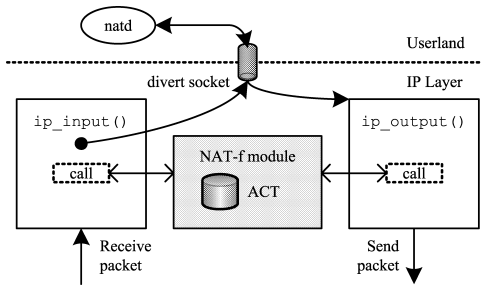 natd
Userland
divert socket
IP Layer
ip_input()
ip_output()
NAT-f module
call
ACT
call
Receive
packet
Send
packet